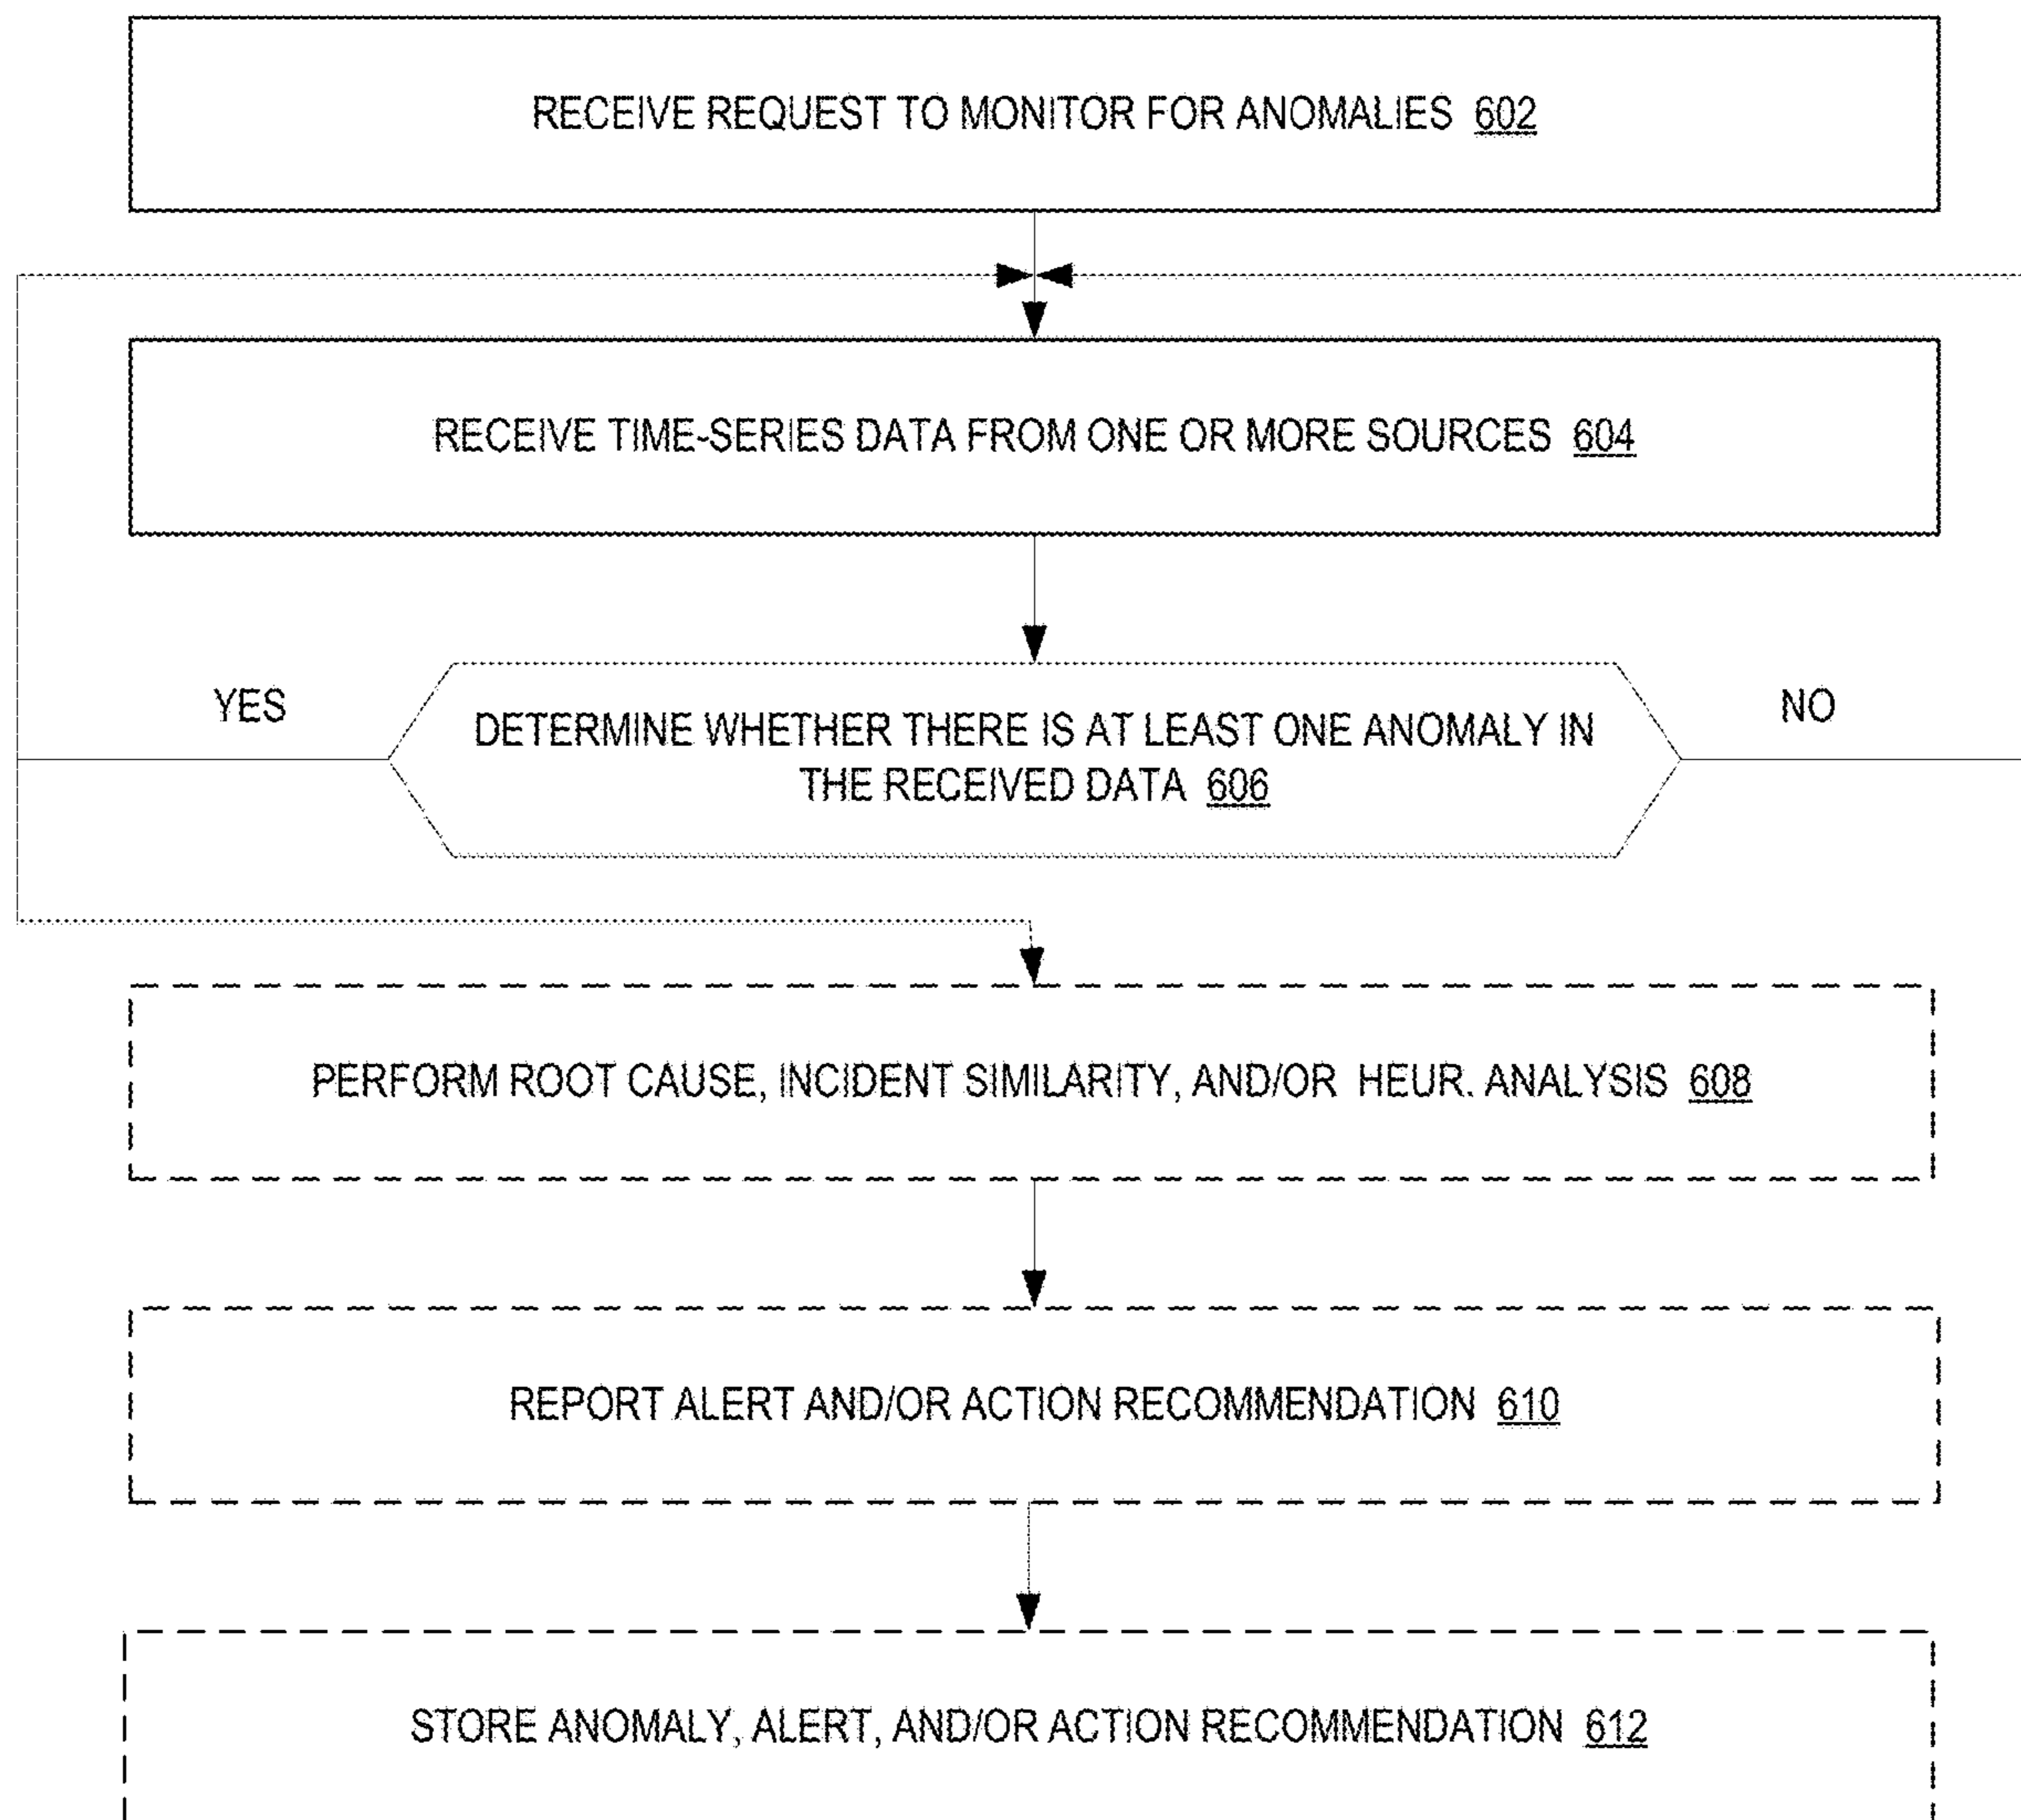 RECEIVE REQUEST TO MONITOR FOR ANOMALIES 602
RECEIVE TIME-SERIES DATA FROM ONE OR MORE SOURCES 604
YES
NO
DETERMINE WHETHER THERE IS AT LEAST ONE ANOMALY IN
THE RECEIVED DATA 606
PERFORM ROOT CAUSE, INCIDENT SIMILARITY, AND/OR HEUR. ANALYSIS 608
REPORT ALERT AND/OR ACTION RECOMMENDATION 610
STORE ANOMALY, ALERT, AND/OR ACTION RECOMMENDATION 612